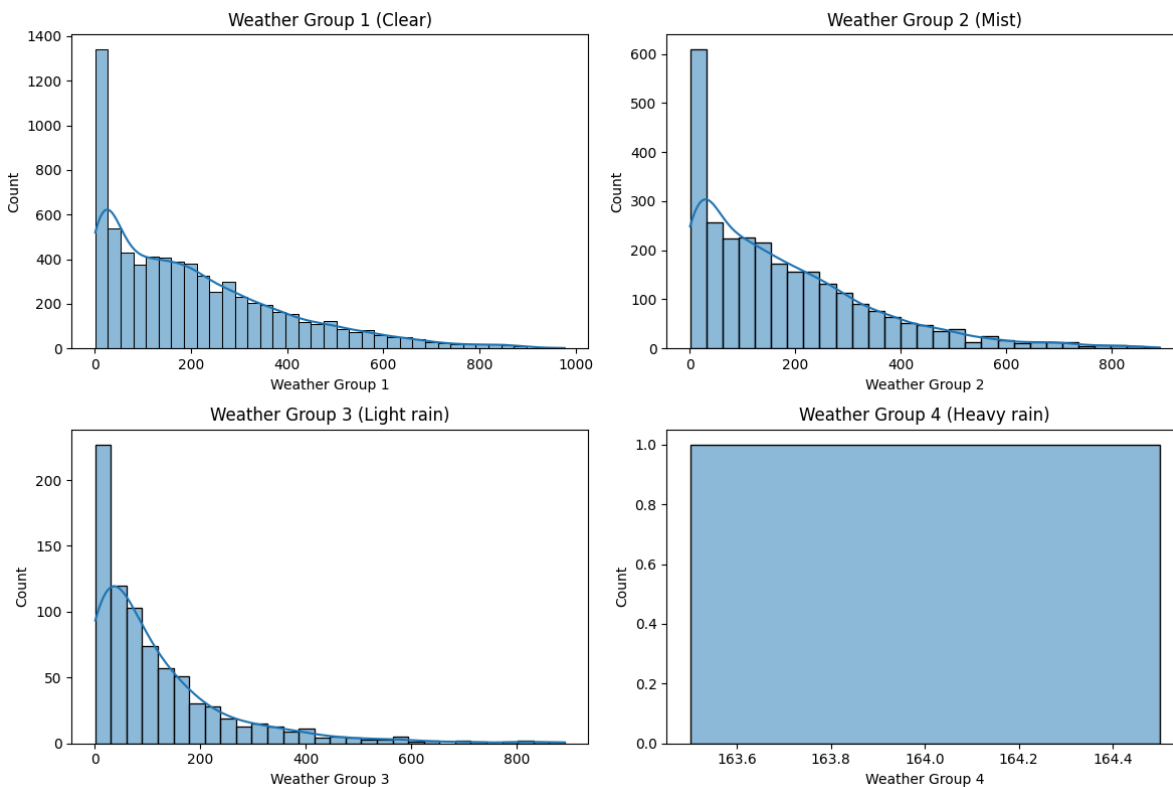 Weather Group 1 (Clear)
1400
1200
1000
800
600
400
200
0
Count
0 200 400 600 800 1000
Weather Group 1
Weather Group 2 (Mist)
600
500
400
300
200
100
0
Count
0 200 400 600 800
Weather Group 2
Weather Group 3 (Light rain)
200
150
100
50
0
Count
0 200 400 600 800
Weather Group 3
Weather Group 4 (Heavy rain)
1.0
0.8
0.6
0.4
0.2
0.0
Count
163.6 163.8 164.0 164.2 164.4
Weather Group 4